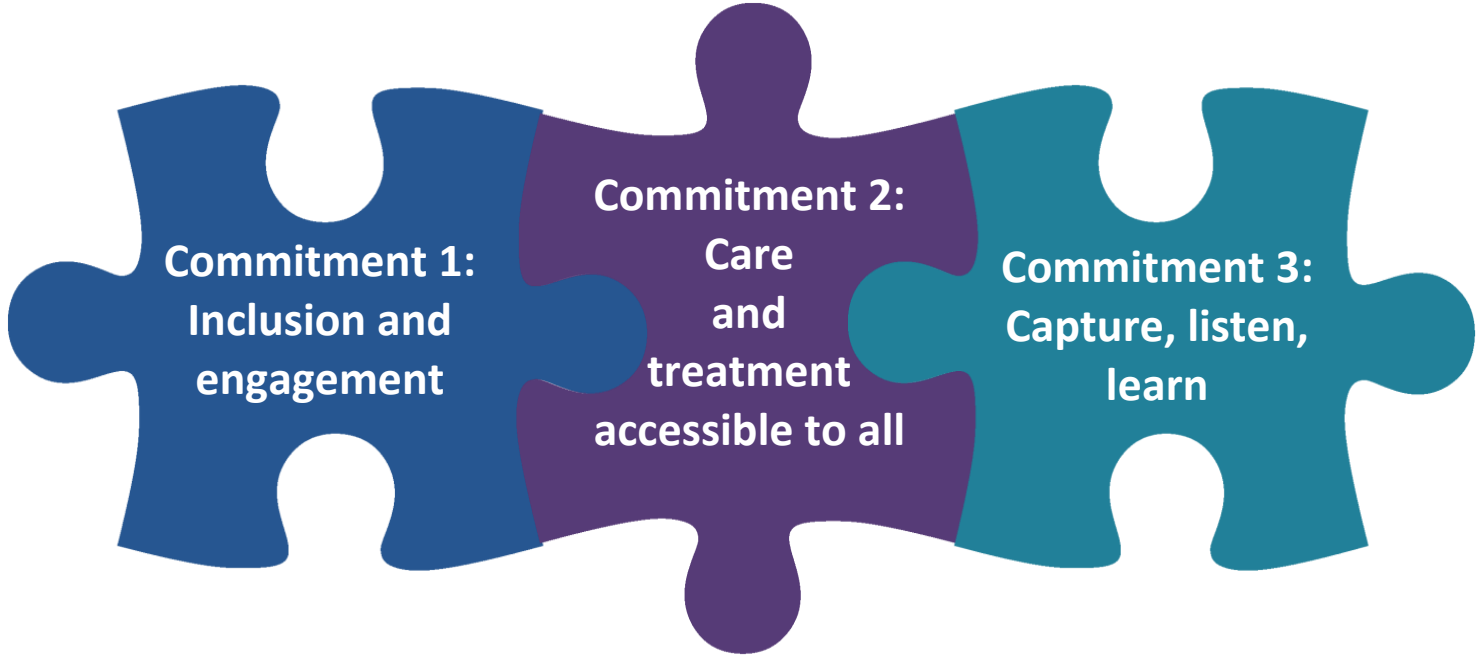 Commitment 1:
Inclusion and
engagement
Commitment 2:
Care
and
treatment
accessible to all
Commitment 3:
Capture, listen,
learn